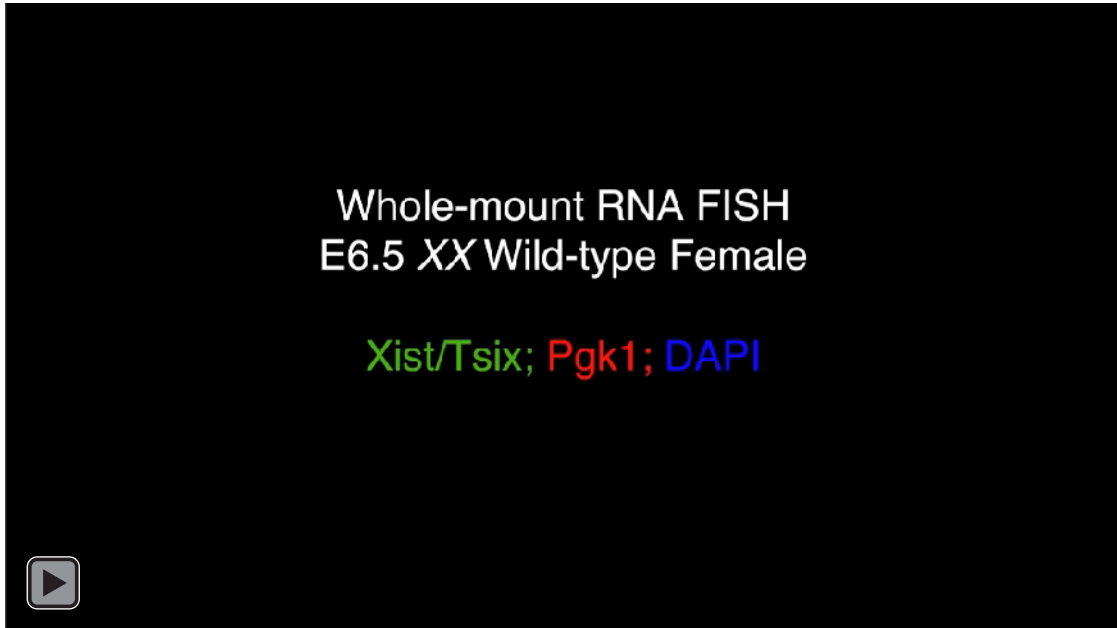 Whole-mount RNA FISH
E6.5 XX Wild-type Female
Xist/Tsix; Pgk1; DAPI